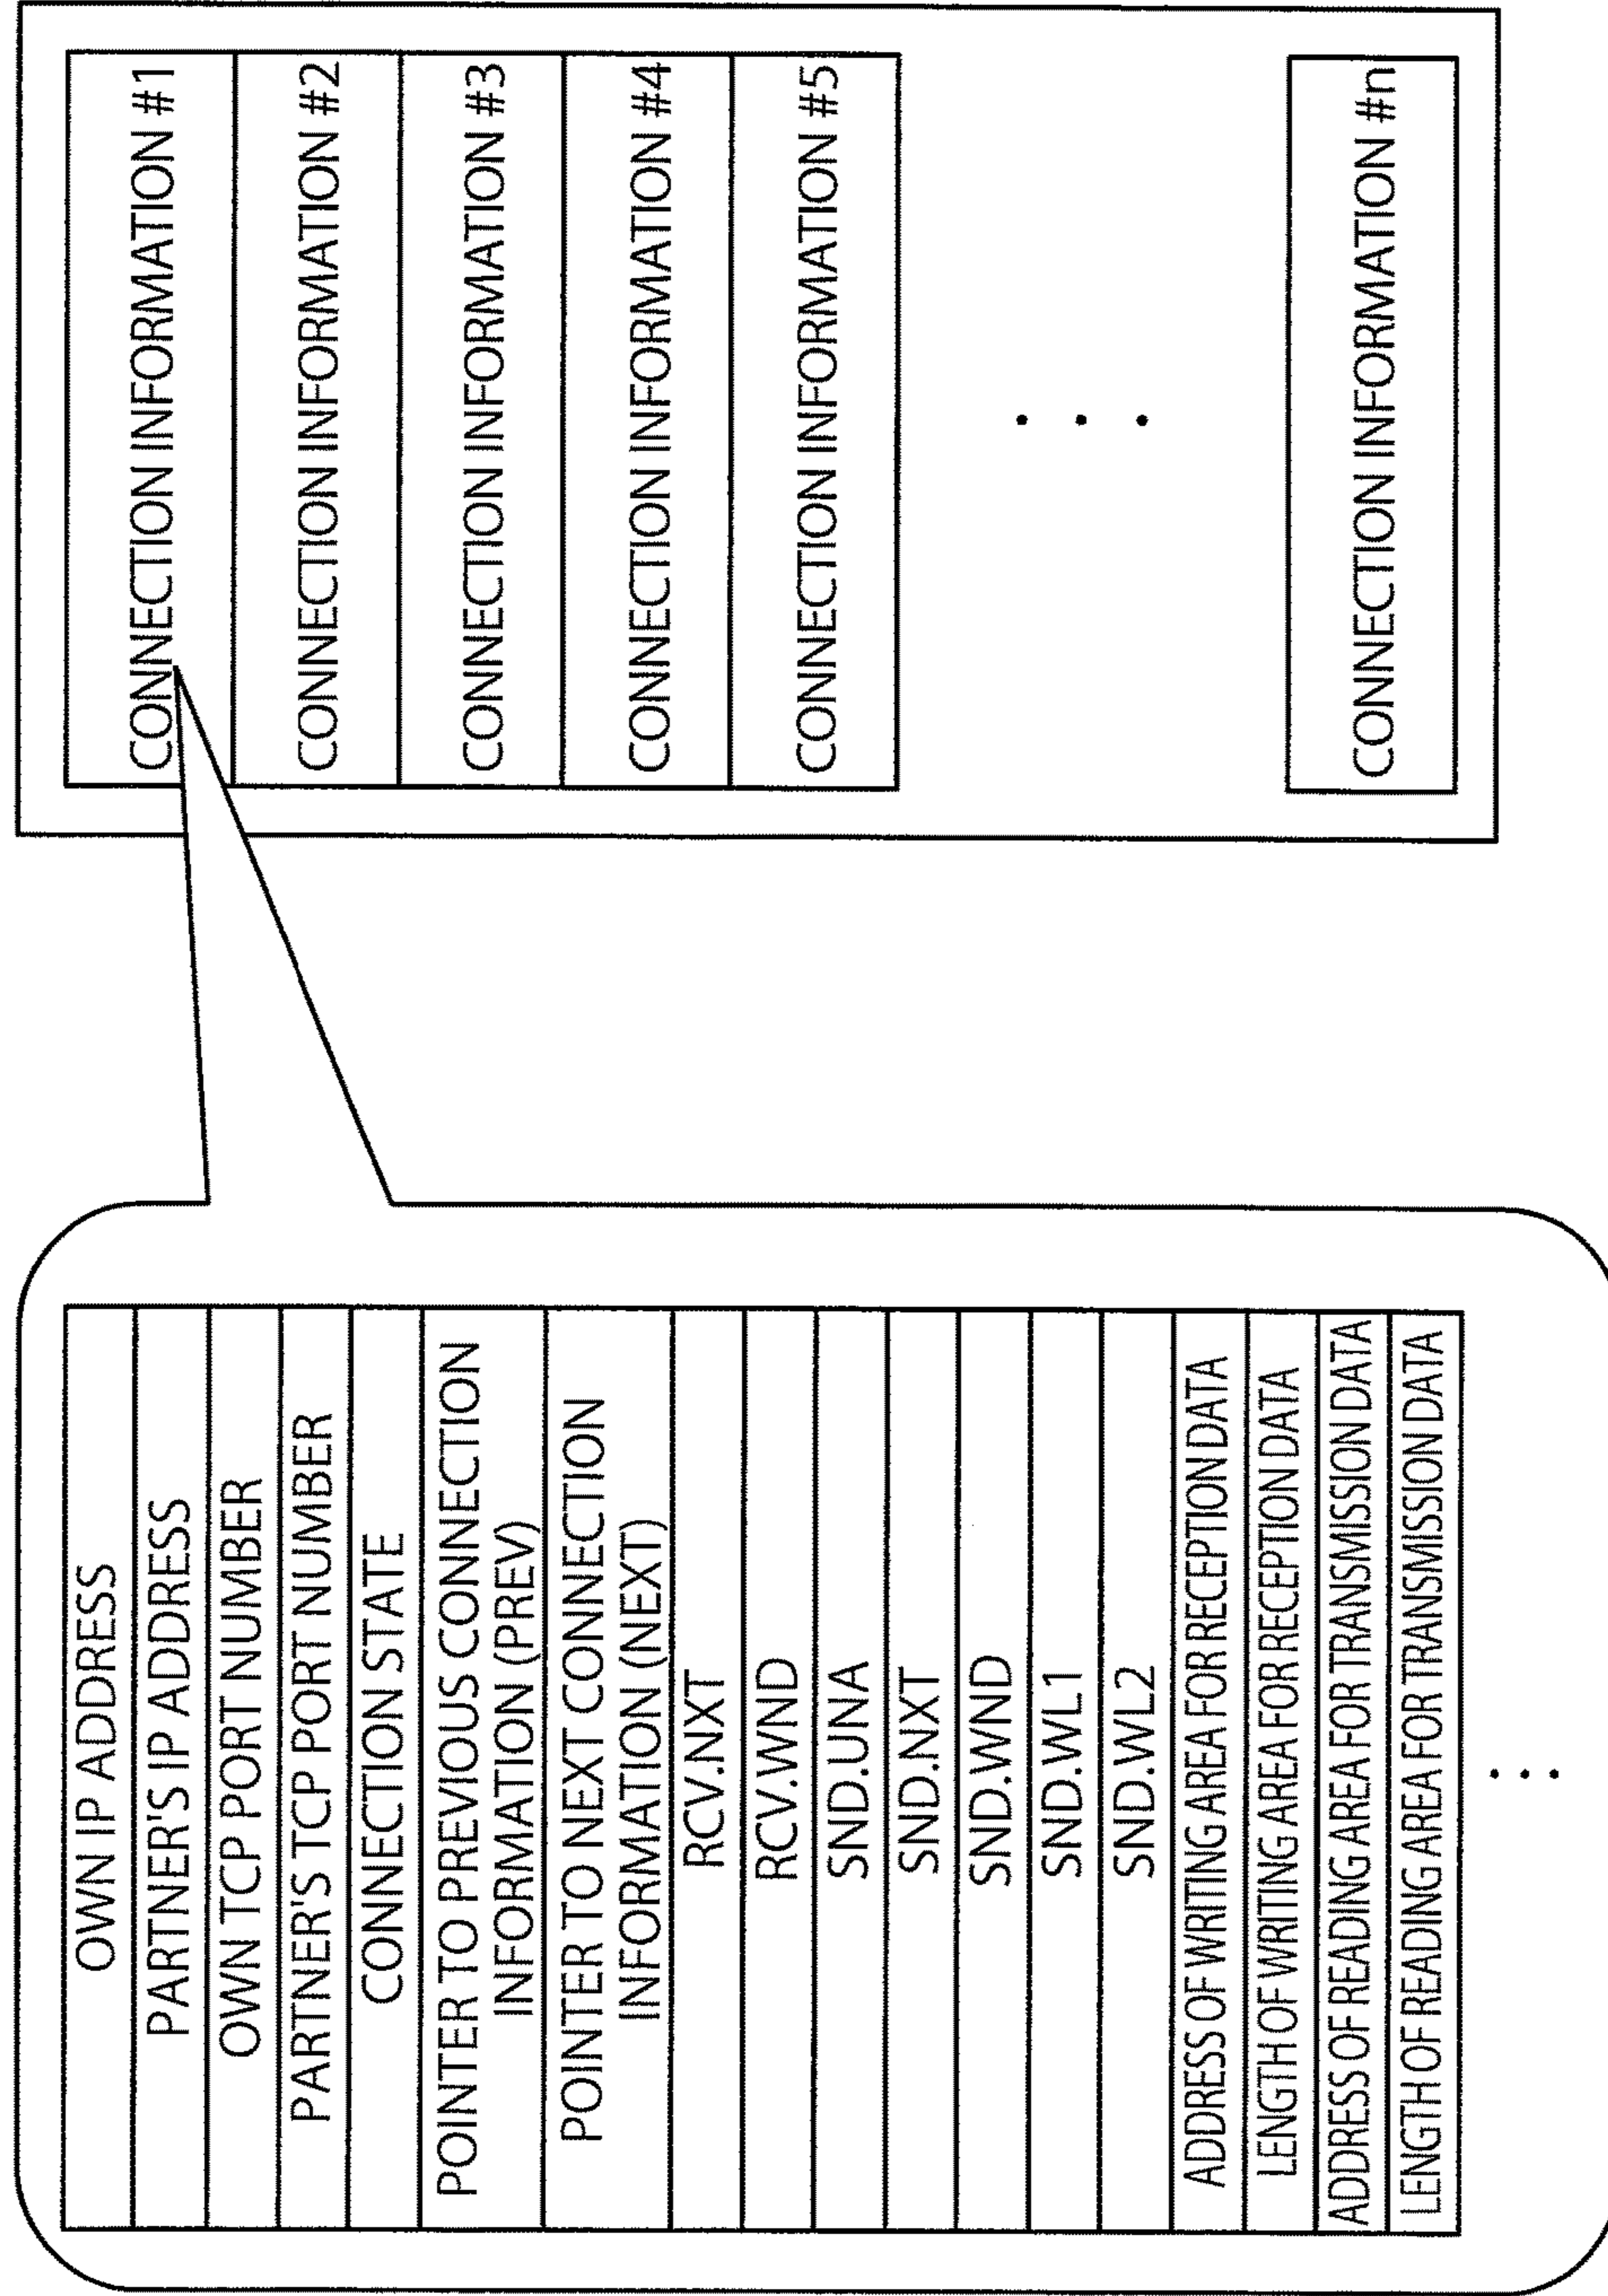 OWN IP ADDRESS
PARTNER'S IP ADDRESS
OWN TCP PORT NUMBER
PARTNER'S TCP PORT NUMBER
CONNECTION STATE
POINTER TO PREVIOUS CONNECTION
INFORMATION (PREV)
POINTER TO NEXT CONNECTION
INFORMATION (NEXT)
RCV.NXT
RCV.WND
SND.UNA
SND.NXT
SND.WND
SND.WL1
SND.WL2
ADDRESS OF WRITING AREA FOR RECEPTION DATA
LENGTH OF WRITING AREA FOR RECEPTION DATA
ADDRESS OF READING AREA FOR TRANSMISSION DATA
LENGTH OF READING AREA FOR TRANSMISSION DATA
. . .
CONNECTION INFORMATION #1
CONNECTION INFORMATION #2
CONNECTION INFORMATION #3
CONNECTION INFORMATION #4
CONNECTION INFORMATION #5
. . .
CONNECTION INFORMATION #n